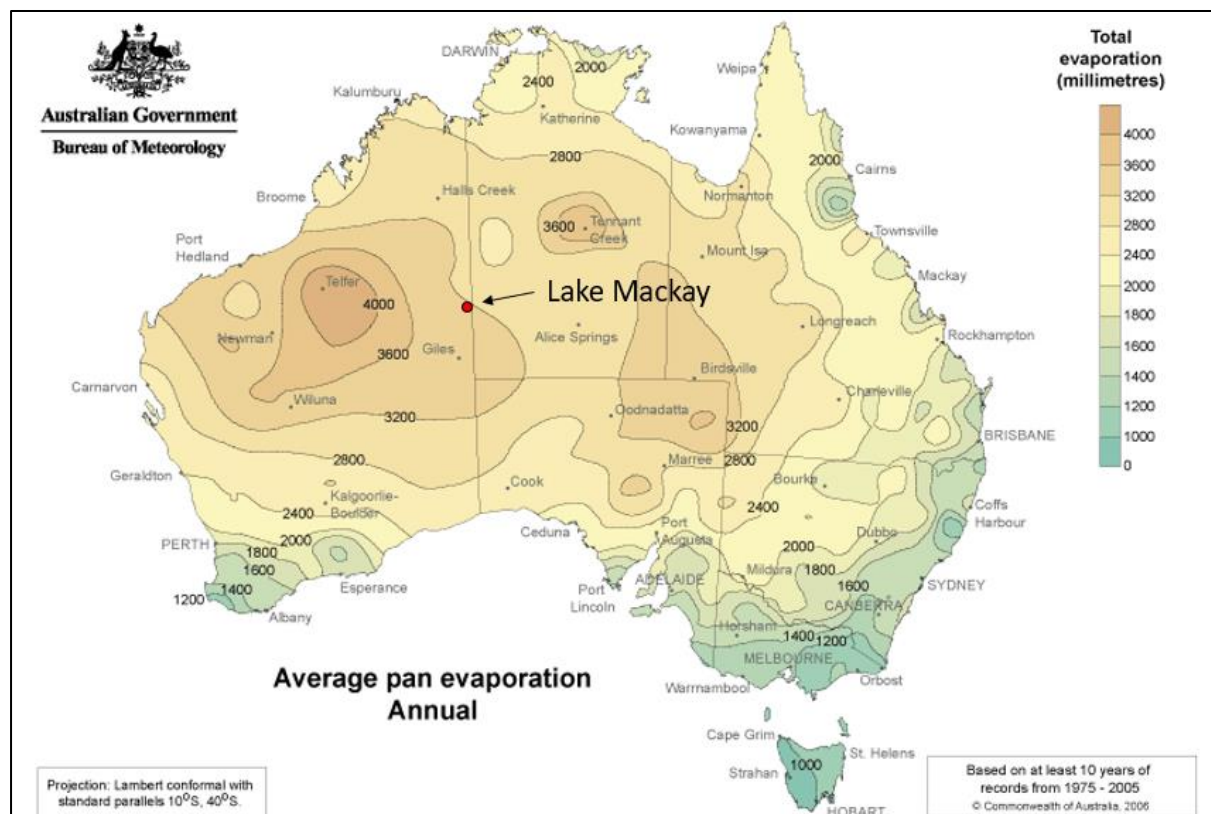 Australian Government
Bureau of Meteorology
Total
evaporation
(millimetres)
4000
3600
3200
2800
2400
2000
1800
1600
1400
1200
1000
0
DARWIN
2000
2400
Weipa
Kalumburu
Katherine
Kowanyama
2800
2000
Cairns
Halls Creek
Normanton
Broome
3600
Tennant
Creek
Townsville
Port
Hedland
Mount Isa
Telfer
4000
Lake Mackay
Mackay
Newman
3600
Giles
Alice Springs
Longreach
Rockhampton
Carnarvon
Birdsville
Wiluna
3200
Oodnadatta
Charleville
3200
BRISBANE
Geraldton
2800
Marree
2800
Cook
Bourke
Kalgoorlie-
Boulder
2400
2400
Coffs
Harbour
PERTH
2000
Ceduna
Port
Augusta
2000
Dubbo
1800
1600
Mildura
1800
1400
Esperance
ADELAIDE
1600
SYDNEY
1200
Albany
Port
Lincoln
CANBERRA
Horsham
1400
1200
MELBOURNE
Orbost
Warrnambool
Average pan evaporation
Annual
Cape Grim
St. Helens
1000
Strahan
HOBART
Projection: Lambert conformal with
standard parallels 10°S, 40°S.
Based on at least 10 years of
records from 1975 - 2005
© Commonwealth of Australia, 2006